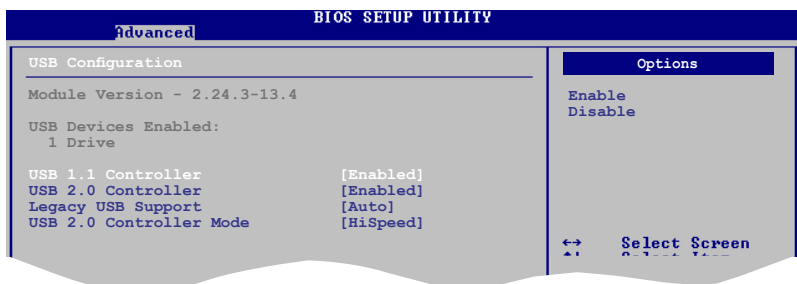 BIOS SETUP UTILITY
Advanced
USB Configuration
Module Version - 2.24.3-13.4
USB Devices Enabled:
1 Drive
USB 1.1 Controller [Enabled]
USB 2.0 Controller [Enabled]
Legacy USB Support [Auto]
USB 2.0 Controller Mode [HiSpeed]
Options
Enable
Disable
←→ Select Screen